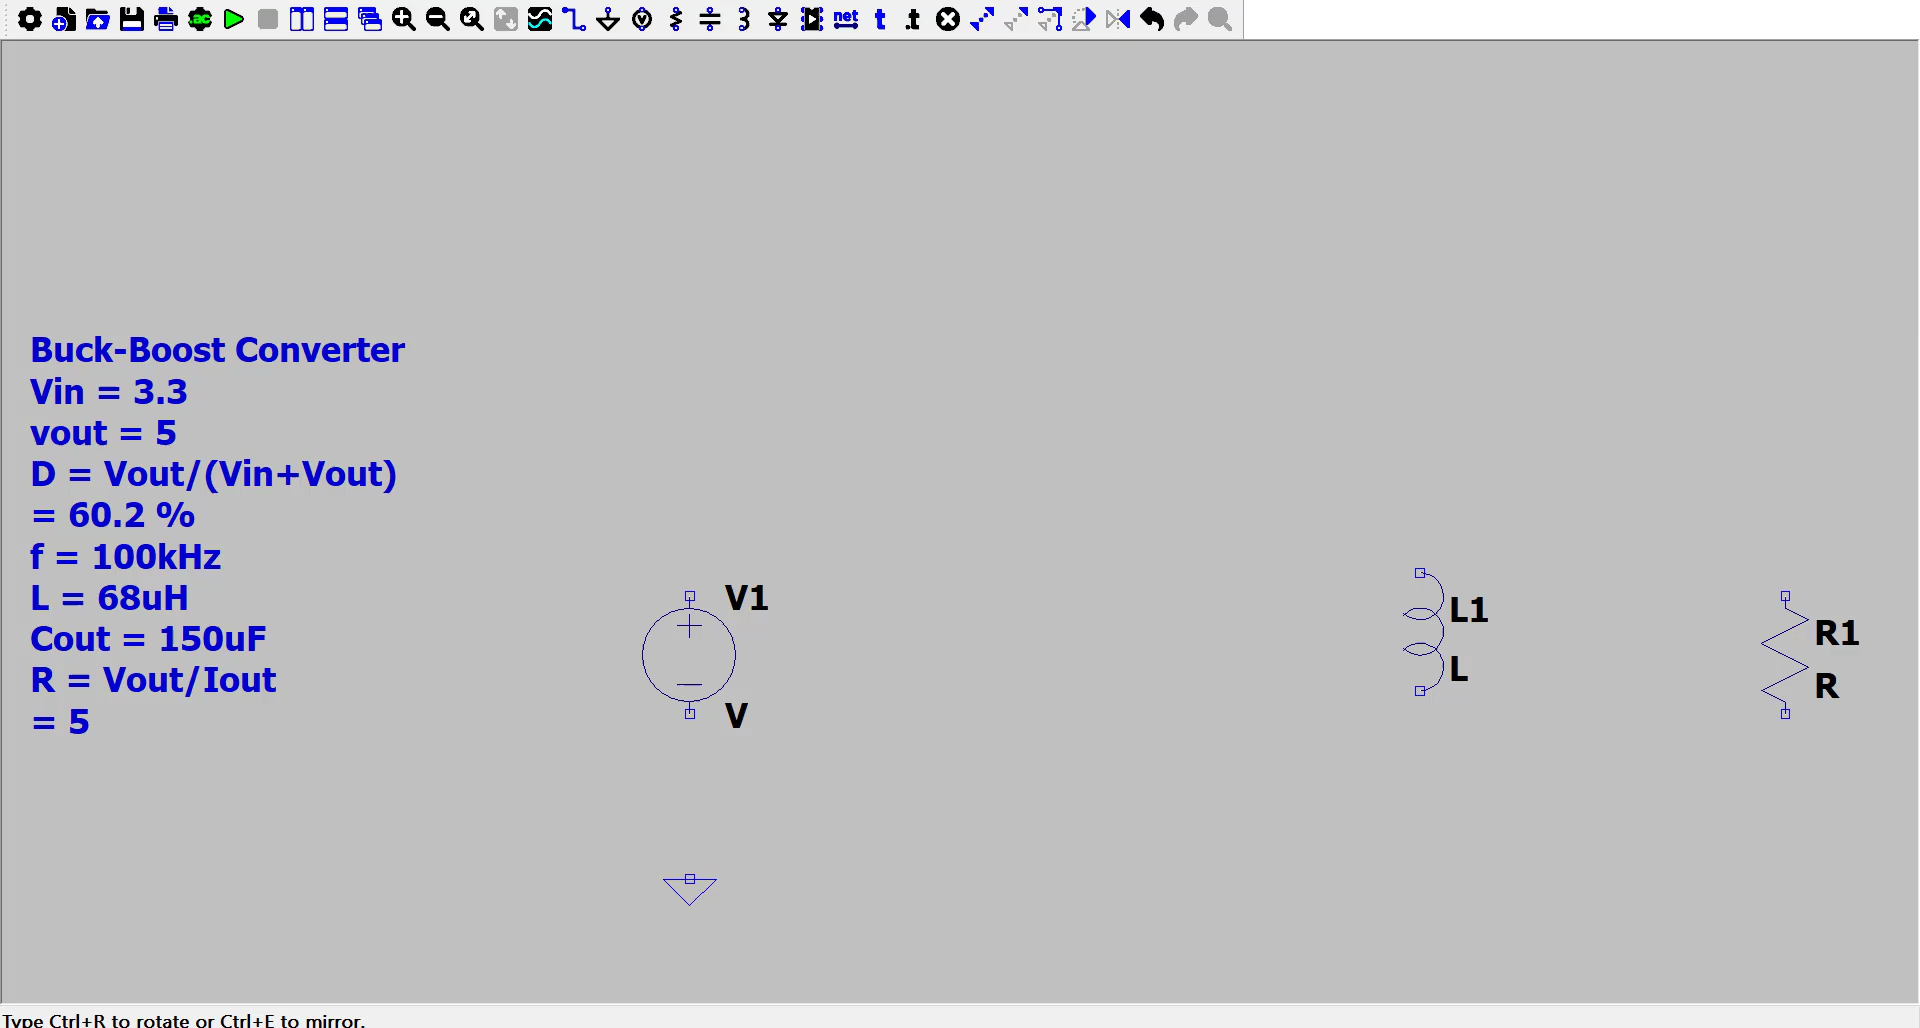 .ac
net
t
.t
Buck-Boost Converter
Vin = 3.3
vout = 5
D = Vout/(Vin+Vout)
= 60.2 %
f = 100kHz
L = 68uH
Cout = 150uF
R = Vout/Iout
= 5
V1
V
L1
L
R1
R
Type Ctrl+R to rotate or Ctrl+E to mirror.